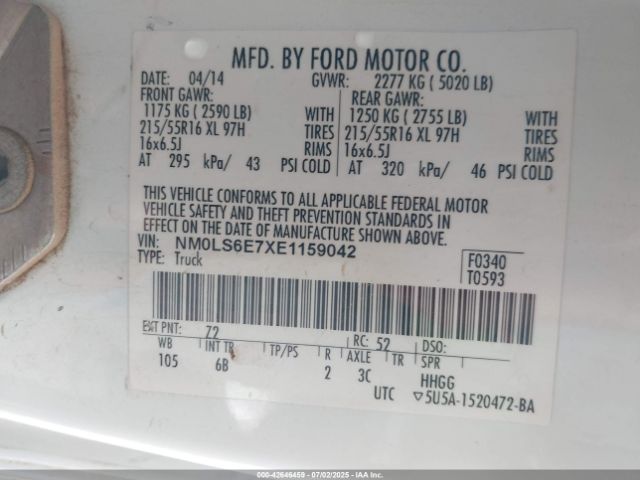 MFD. BY FORD MOTOR CO.
DATE: 04/14 GVWR: 2277 KG ( 5020 LB)
FRONT GAWR: REAR GAWR:
1175 KG ( 2590 LB) WITH 1250 KG ( 2755 LB) WITH
215/55R16 XL 97H TIRES 215/55R16 XL 97H TIRES
16x6.5J RIMS 16x6.5J RIMS
AT 295 kPa/ 43 PSI COLD AT 320 kPa/ 46 PSI COLD
THIS VEHICLE CONFORMS TO ALL APPLICABLE FEDERAL MOTOR
VEHICLE SAFETY AND THEFT PREVENTION STANDARDS IN
EFFECT ON THE DATE OF MANUFACTURE SHOWN ABOVE.
VIN: NM0LS6E7XE1159042 F0340
TYPE: Truck T0593
EXT PNT: 72 RC: 52 DSO:
WB INT TR TP/PS R AXLE TR SPR
105 6B 2 3C HHGG
UTC ▽5U5A-1520472-BA
000-42646459 - 07/02/2025 - IAA Inc.